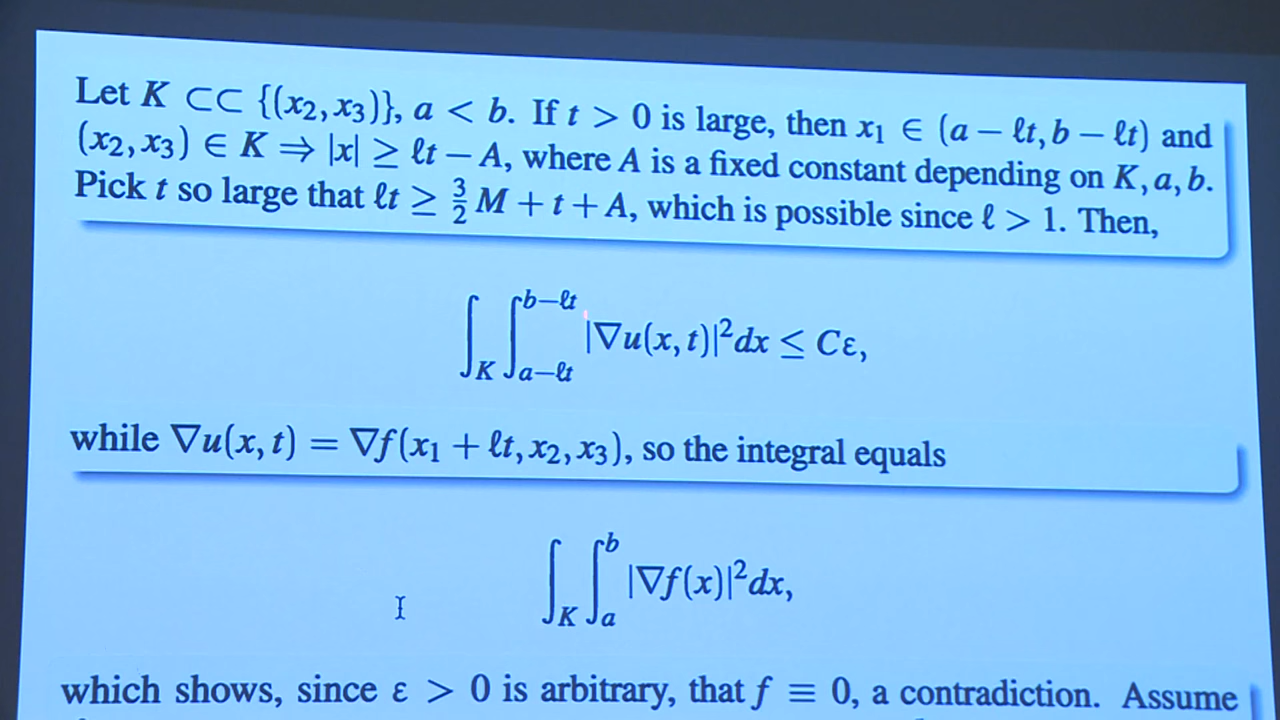 Let K ⊂⊂ {(x₂, x₃)}, a < b. If t > 0 is large, then x₁ ∈ (a − ℓt, b − ℓt) and
(x₂, x₃) ∈ K ⇒ |x| ≥ ℓt − A, where A is a fixed constant depending on K, a, b.
Pick t so large that ℓt ≥ 3/2 M + t + A, which is possible since ℓ > 1. Then,
∫_K ∫_{a−ℓt}^{b−ℓt} |∇u(x, t)|² dx ≤ Cε,
while ∇u(x, t) = ∇f(x₁ + ℓt, x₂, x₃), so the integral equals
∫_K ∫_a^b |∇f(x)|² dx,
which shows, since ε > 0 is arbitrary, that f ≡ 0, a contradiction. Assume